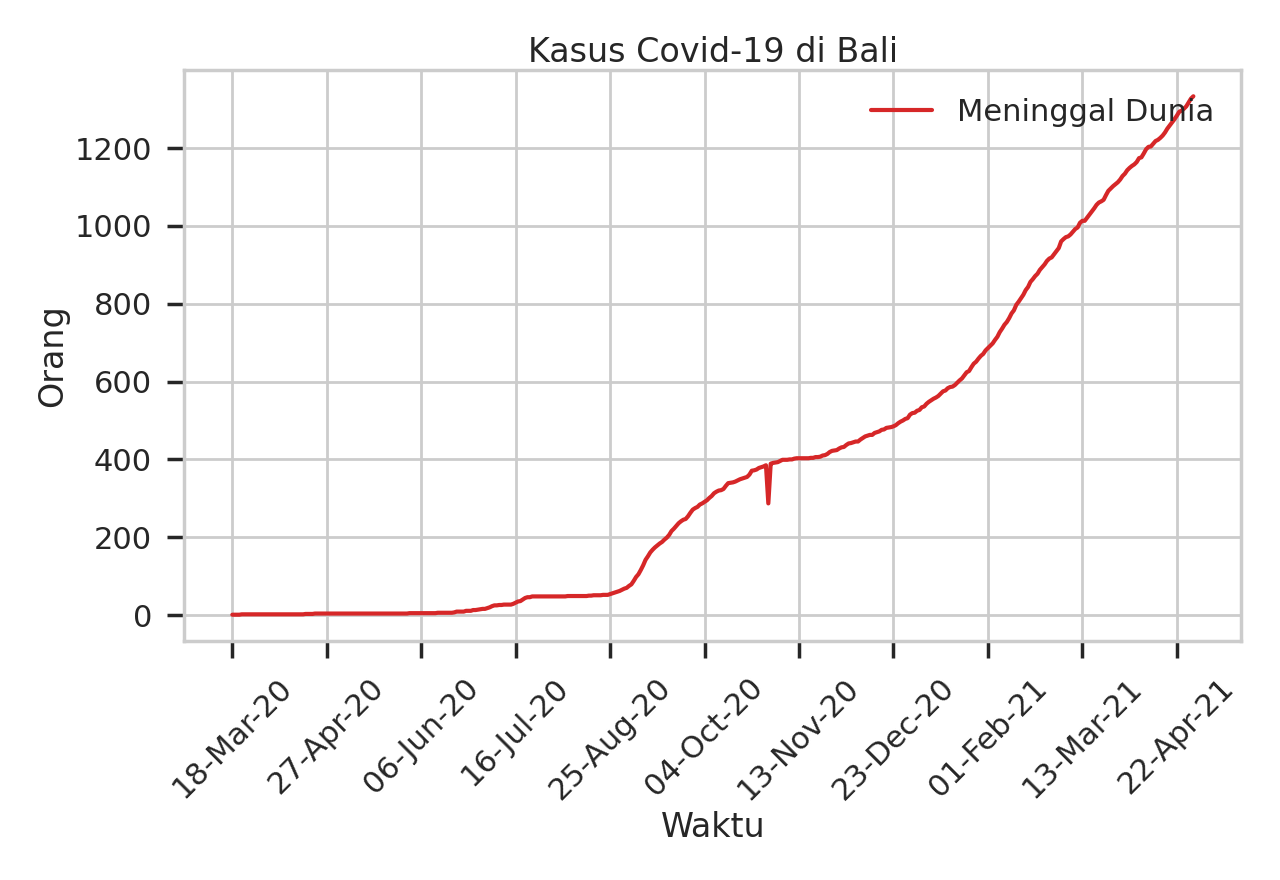 Kasus Covid-19 di Bali
Meninggal Dunia
Orang
1200
1000
800
600
400
200
0
18-Mar-20
27-Apr-20
06-Jun-20
16-Jul-20
25-Aug-20
04-Oct-20
13-Nov-20
23-Dec-20
01-Feb-21
13-Mar-21
22-Apr-21
Waktu